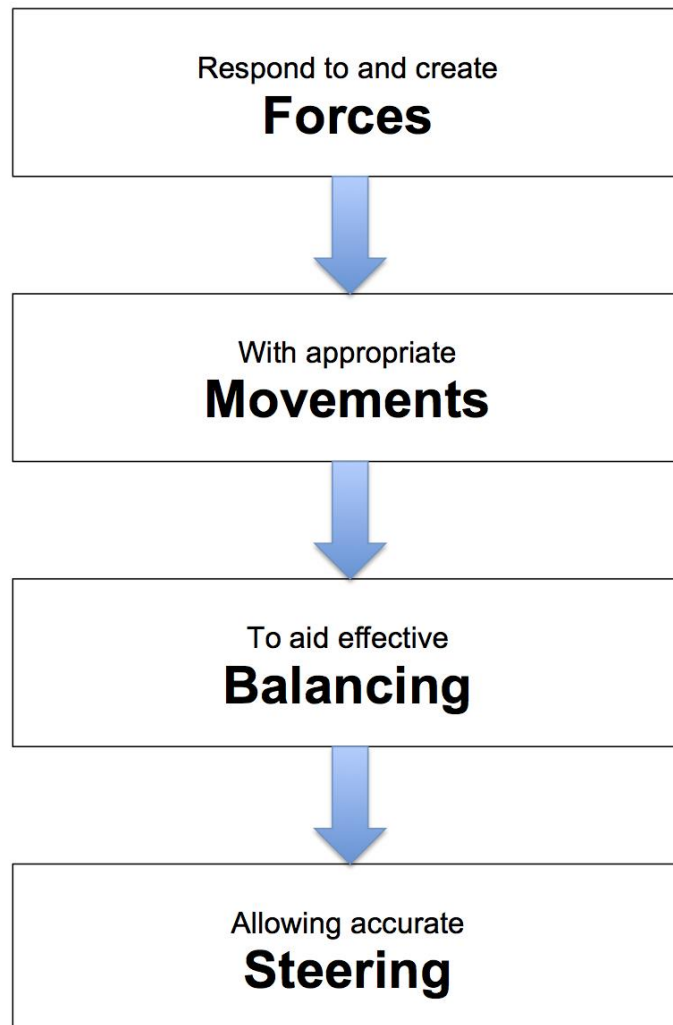 Respond to and create
Forces
With appropriate
Movements
To aid effective
Balancing
Allowing accurate
Steering